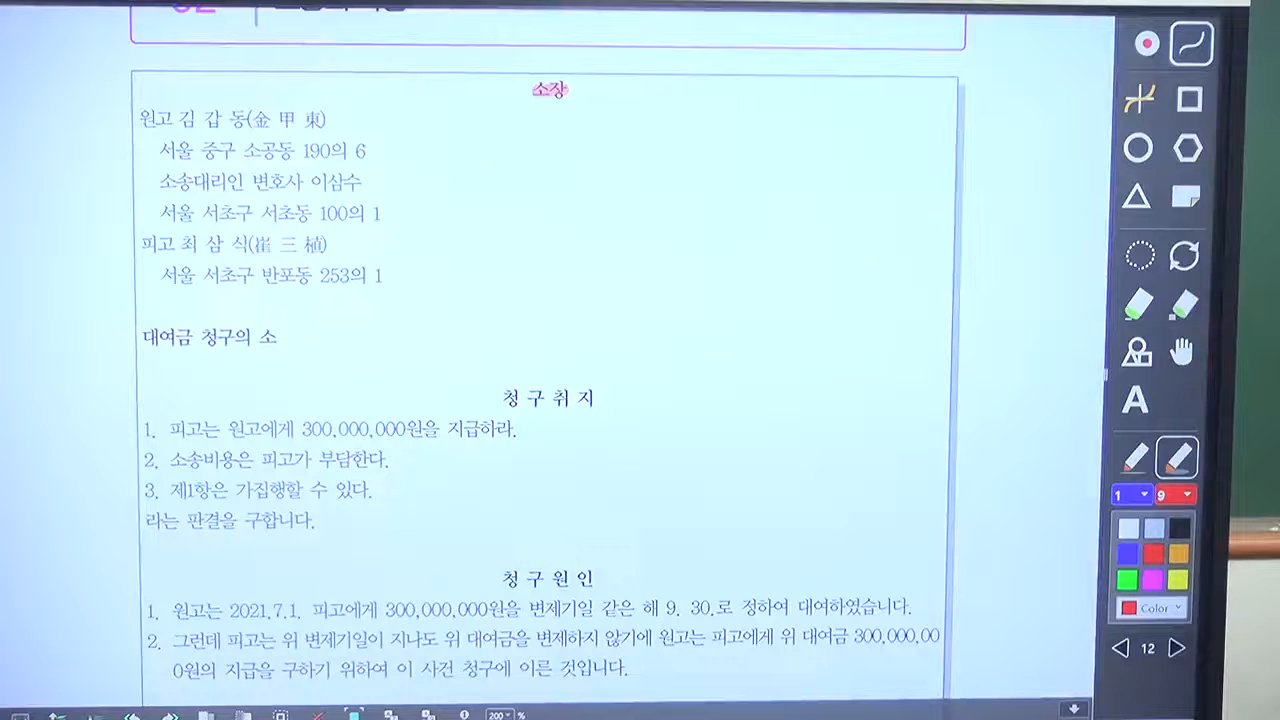 소장
원고 김 갑 동(金 甲 東)
서울 중구 소공동 190의 6
소송대리인 변호사 이심수
서울 서초구 서초동 100의 1
피고 최 삼 식(崔 三 植)
서울 서초구 반포동 253의 1
대여금 청구의 소
청 구 취 지
1. 피고는 원고에게 300,000,000원을 지급하라.
2. 소송비용은 피고가 부담한다.
3. 제1항은 가집행할 수 있다.
라는 판결을 구합니다.
청 구 원 인
1. 원고는 2021.7.1. 피고에게 300,000,000원을 변제기일 같은 해 9. 30.로 정하여 대여하였습니다.
2. 그런데 피고는 위 변제기일이 지나도 위 대여금을 변제하지 않기에 원고는 피고에게 위 대여금 300,000,00
0원의 지급을 구하기 위하여 이 사건 청구에 이른 것입니다.
A
1
9
Color
12
200 %